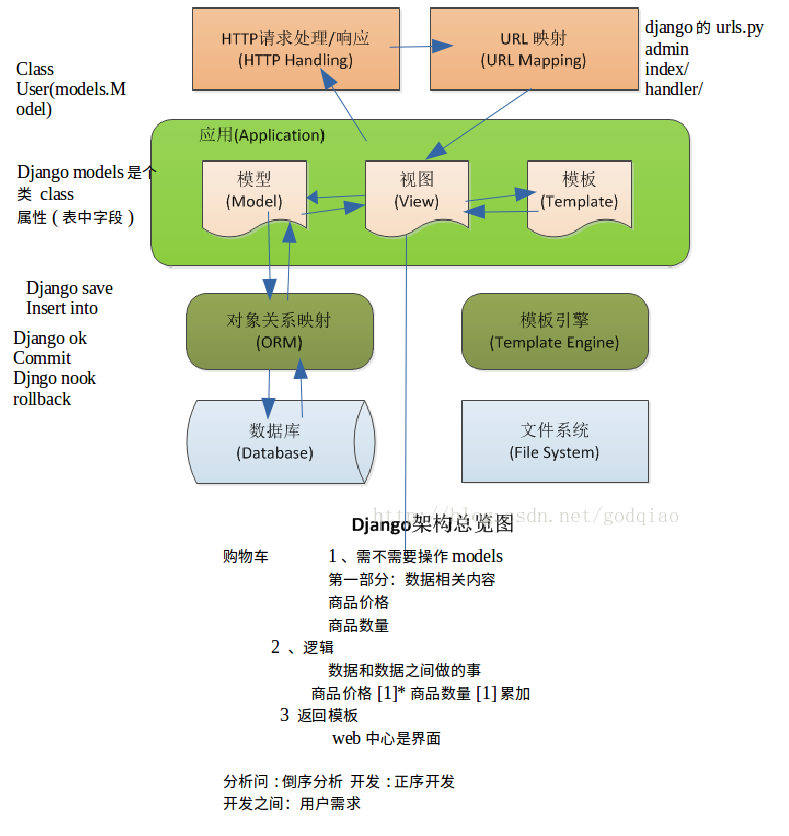 HTTP请求处理/响应
(HTTP Handling)
URL 映射
(URL Mapping)
django 的 urls.py
admin
index/
handler/
Class
User(models.M
odel)
应用(Application)
模型
(Model)
视图
(View)
模板
(Template)
Django models 是个
类 class
属性 ( 表中字段 )
Django save
Insert into
对象关系映射
(ORM)
模板引擎
(Template Engine)
Django ok
Commit
Djngo nook
rollback
数据库
(Database)
文件系统
(File System)
http://blog.csdn.net/godqiao
Django架构总览图
购物车 1 、需不需要操作 models
第一部分：数据相关内容
商品价格
商品数量
2 、逻辑
数据和数据之间做的事
商品价格 [1]* 商品数量 [1] 累加
3 返回模板
web 中心是界面
分析问 : 倒序分析 开发 : 正序开发
开发之间：用户需求